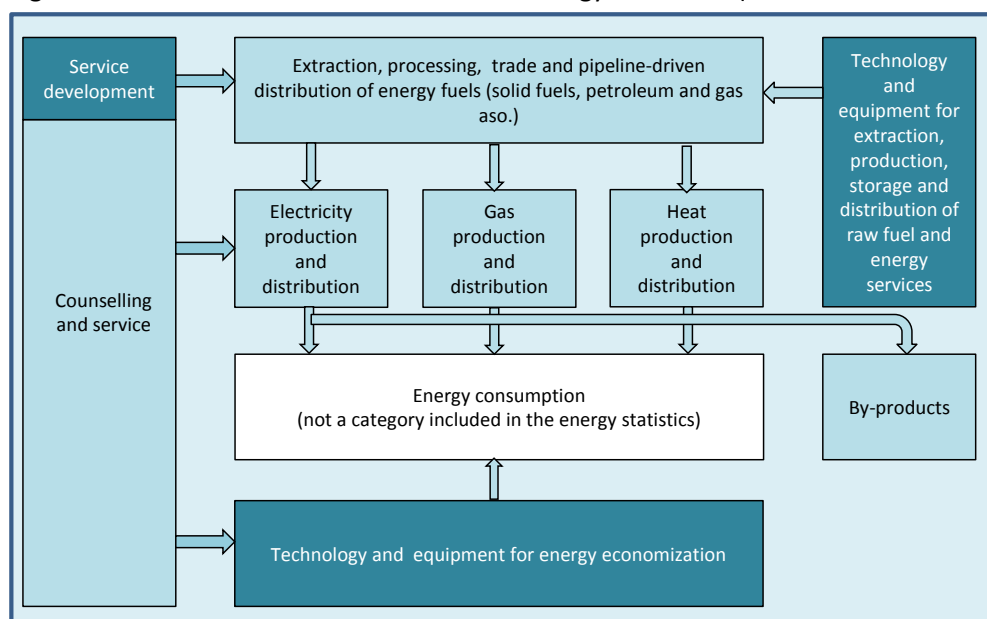 Service
development
Extraction, processing, trade and pipeline-driven
distribution of energy fuels (solid fuels, petroleum and gas
aso.)
Technology
and
equipment for
extraction,
production,
storage and
distribution of
raw fuel and
energy
services
Electricity
production
and
distribution
Gas
production
and
distribution
Heat
production
and
distribution
Counselling
and service
Energy consumption
(not a category included in the energy statistics)
By-products
Technology and equipment for energy economization